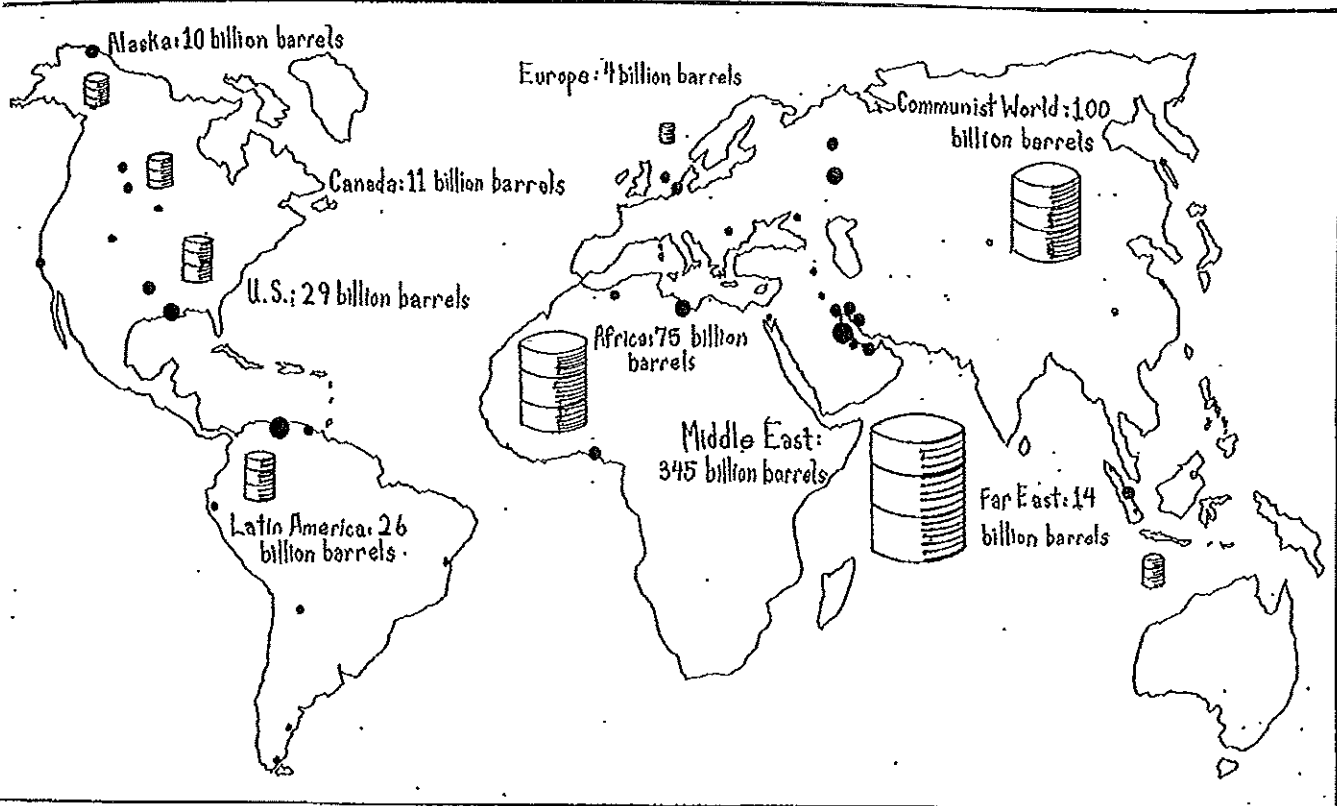 Alaska: 10 billion barrels
Europe: 4 billion barrels
Communist World: 100
billion barrels
Canada: 11 billion barrels
U.S.; 29 billion barrels
Africa: 75 billion
barrels
Middle East:
345 billion barrels
Far East: 14
billion barrels
Latin America: 26
billion barrels